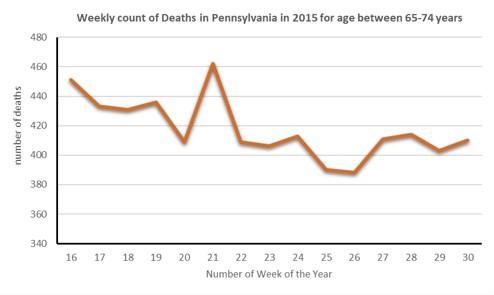 Weekly count of Deaths in Pennsylvania in 2015 for age between 65-74 years
480
460
440
420
400
380
360
340
number of deaths
16 17 18 19 20 21 22 23 24 25 26 27 28 29 30
Number of Week of the Year